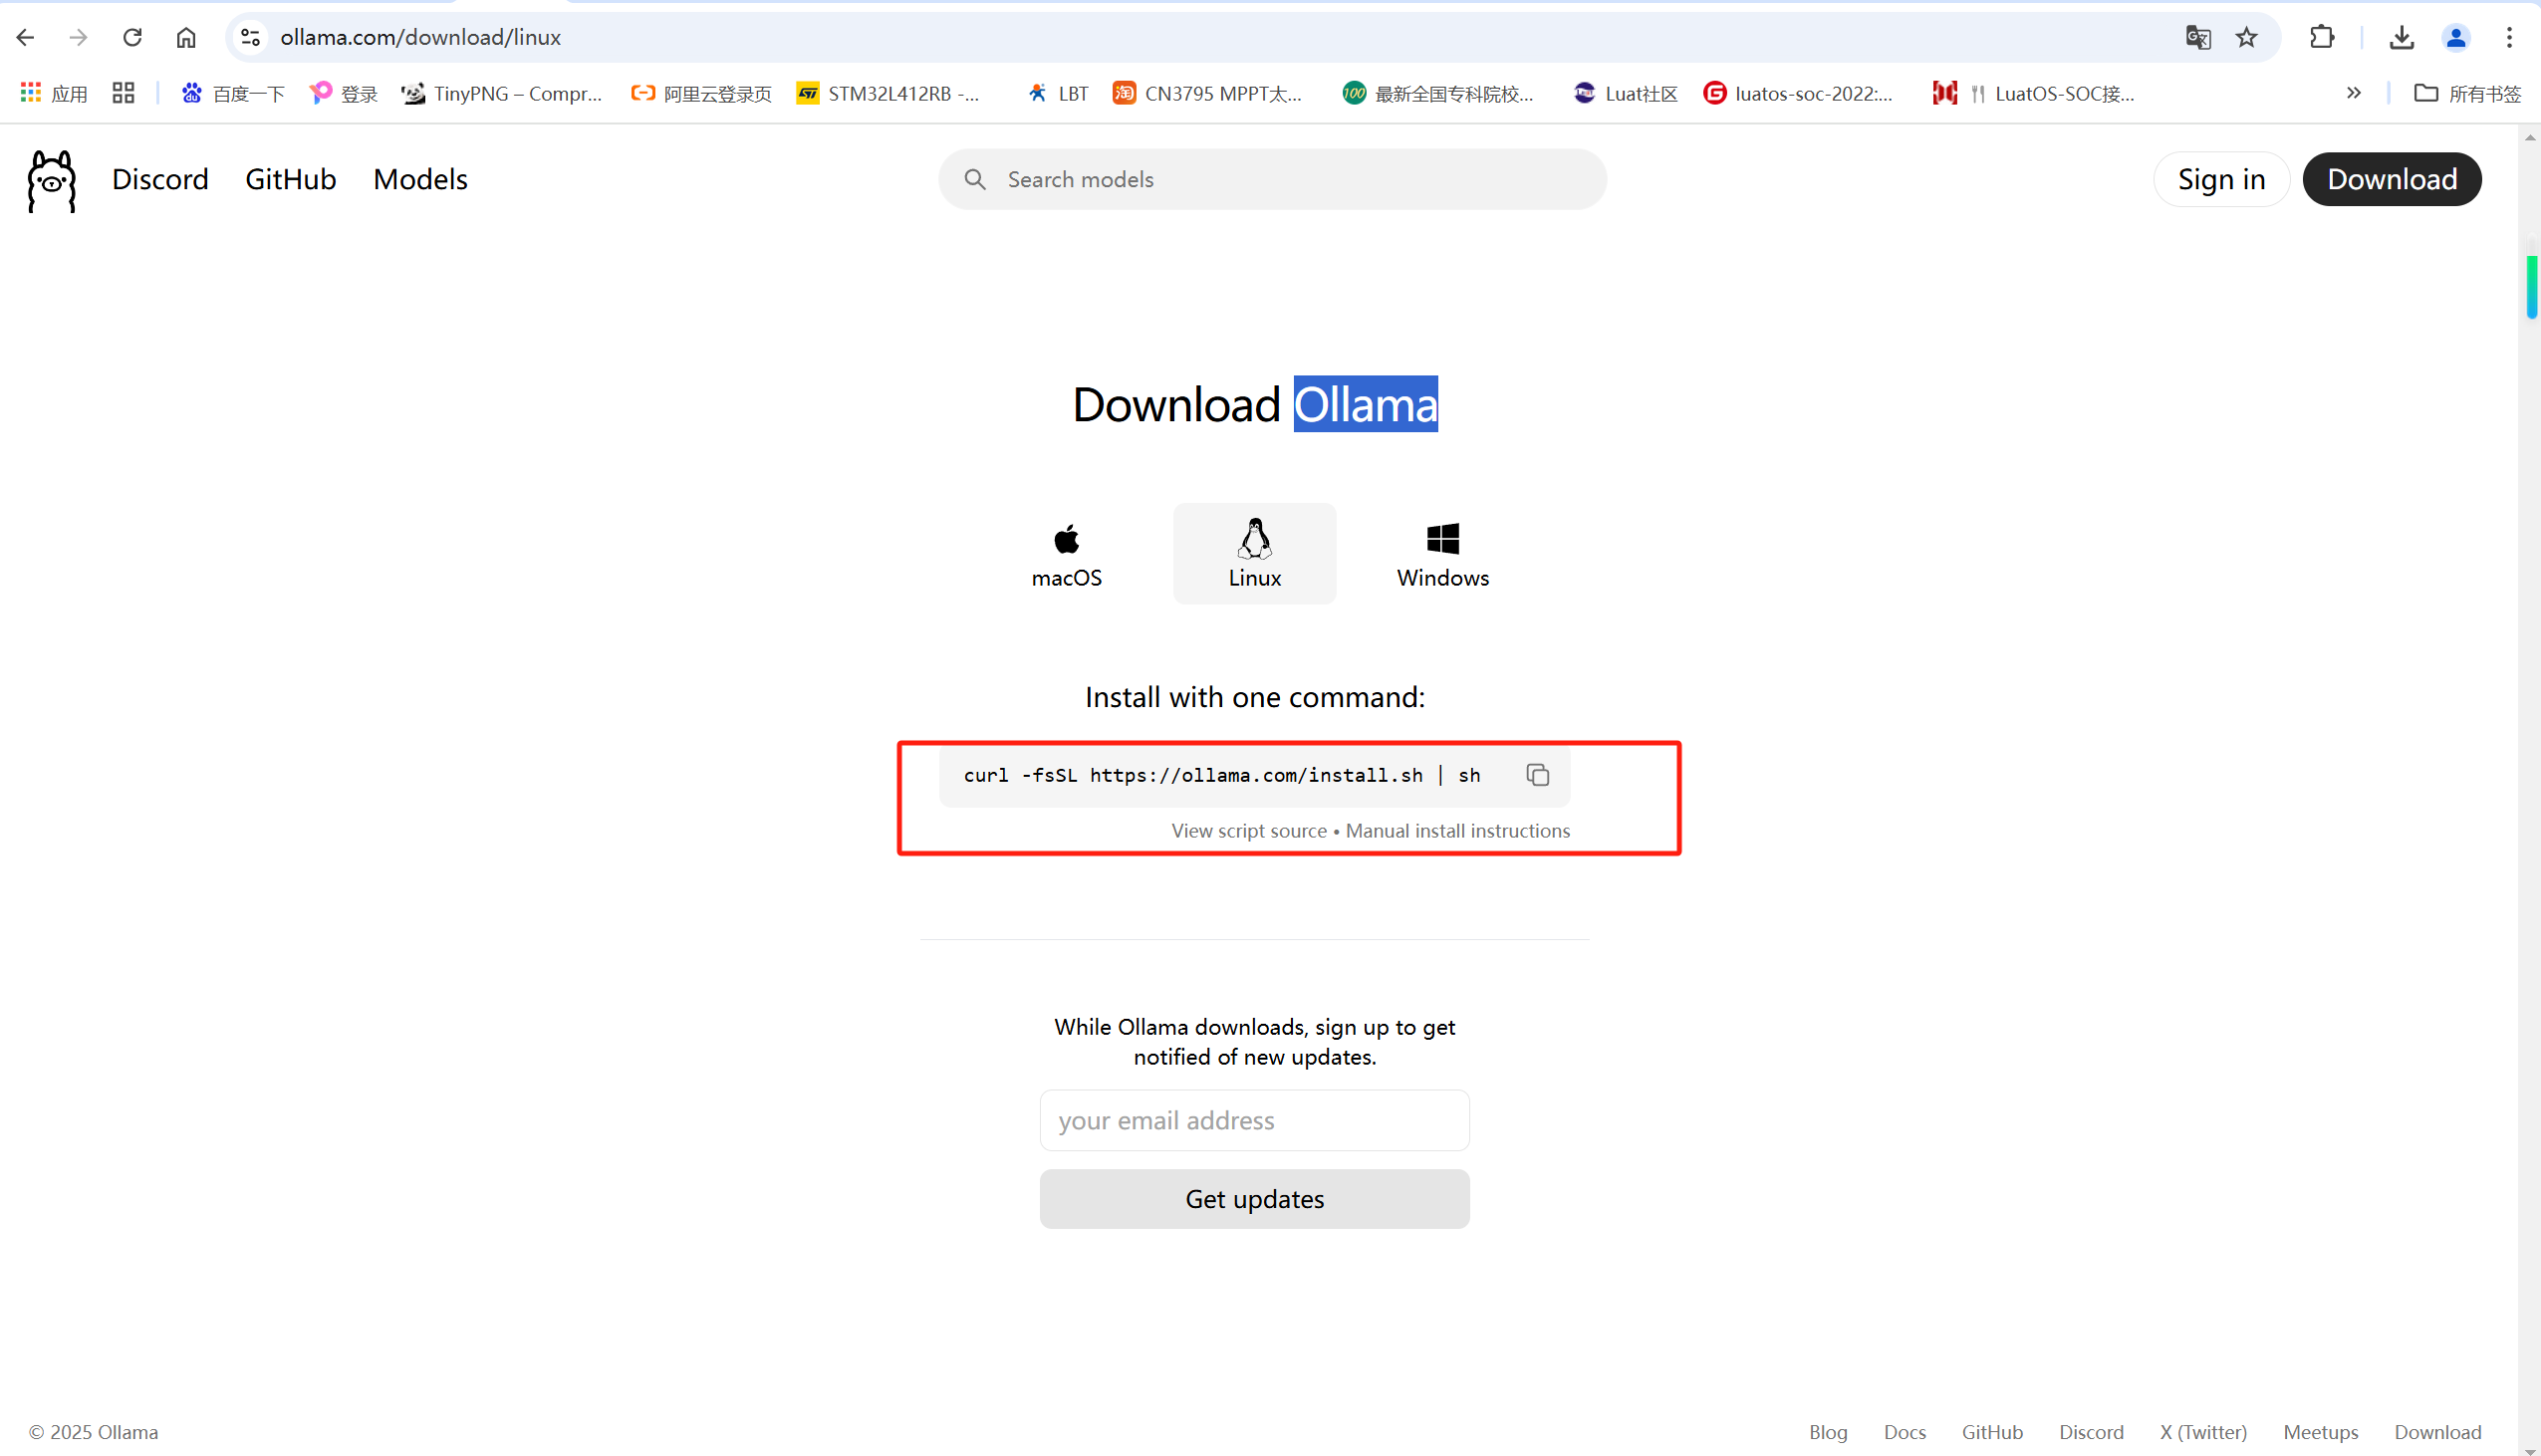 ollama.com/download/linux
应用
百度一下
登录
TinyPNG – Compr...
阿里云登录页
STM32L412RB -...
LBT
CN3795 MPPT太...
最新全国专科院校...
Luat社区
luatos-soc-2022:...
LuatOS-SOC接...
所有书签
Discord
GitHub
Models
Search models
Sign in
Download
Download Ollama
macOS
Linux
Windows
Install with one command:
curl -fsSL https://ollama.com/install.sh | sh
View script source • Manual install instructions
While Ollama downloads, sign up to get
notified of new updates.
your email address
Get updates
© 2025 Ollama
Blog
Docs
GitHub
Discord
X (Twitter)
Meetups
Download